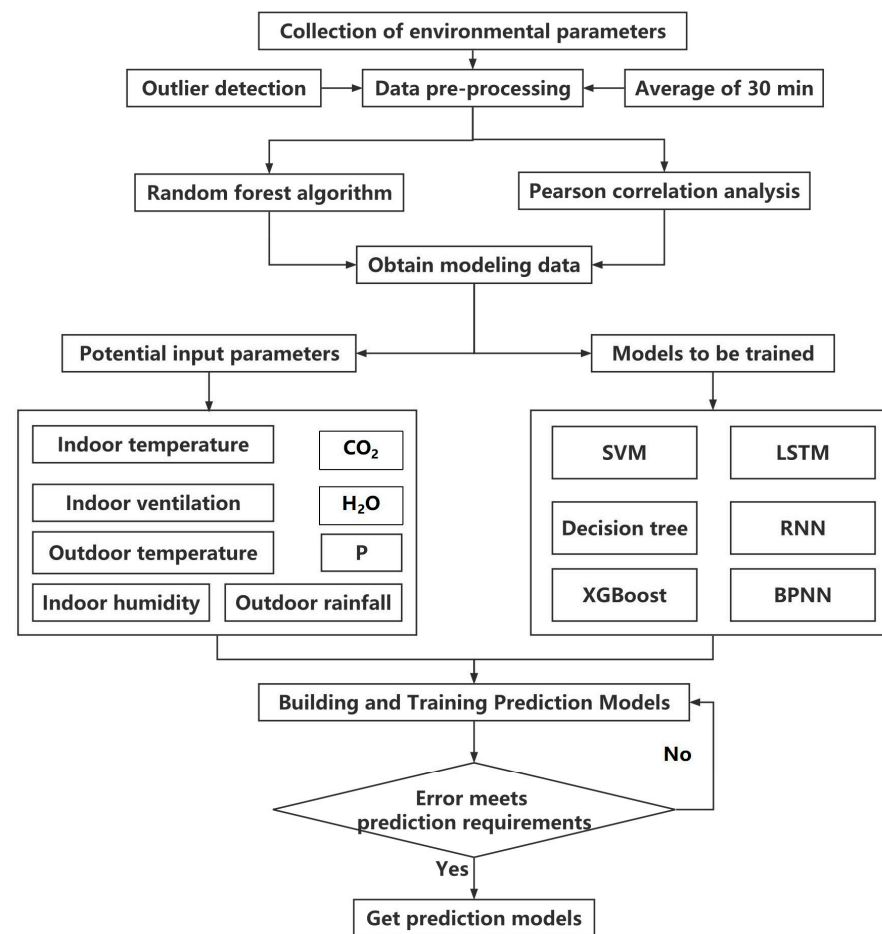 Collection of environmental parameters
Outlier detection
Data pre-processing
Average of 30 min
Random forest algorithm
Pearson correlation analysis
Obtain modeling data
Potential input parameters
Models to be trained
Indoor temperature
CO₂
Indoor ventilation
H₂O
Outdoor temperature
P
Indoor humidity
Outdoor rainfall
SVM
LSTM
Decision tree
RNN
XGBoost
BPNN
Building and Training Prediction Models
No
Error meets
prediction requirements
Yes
Get prediction models